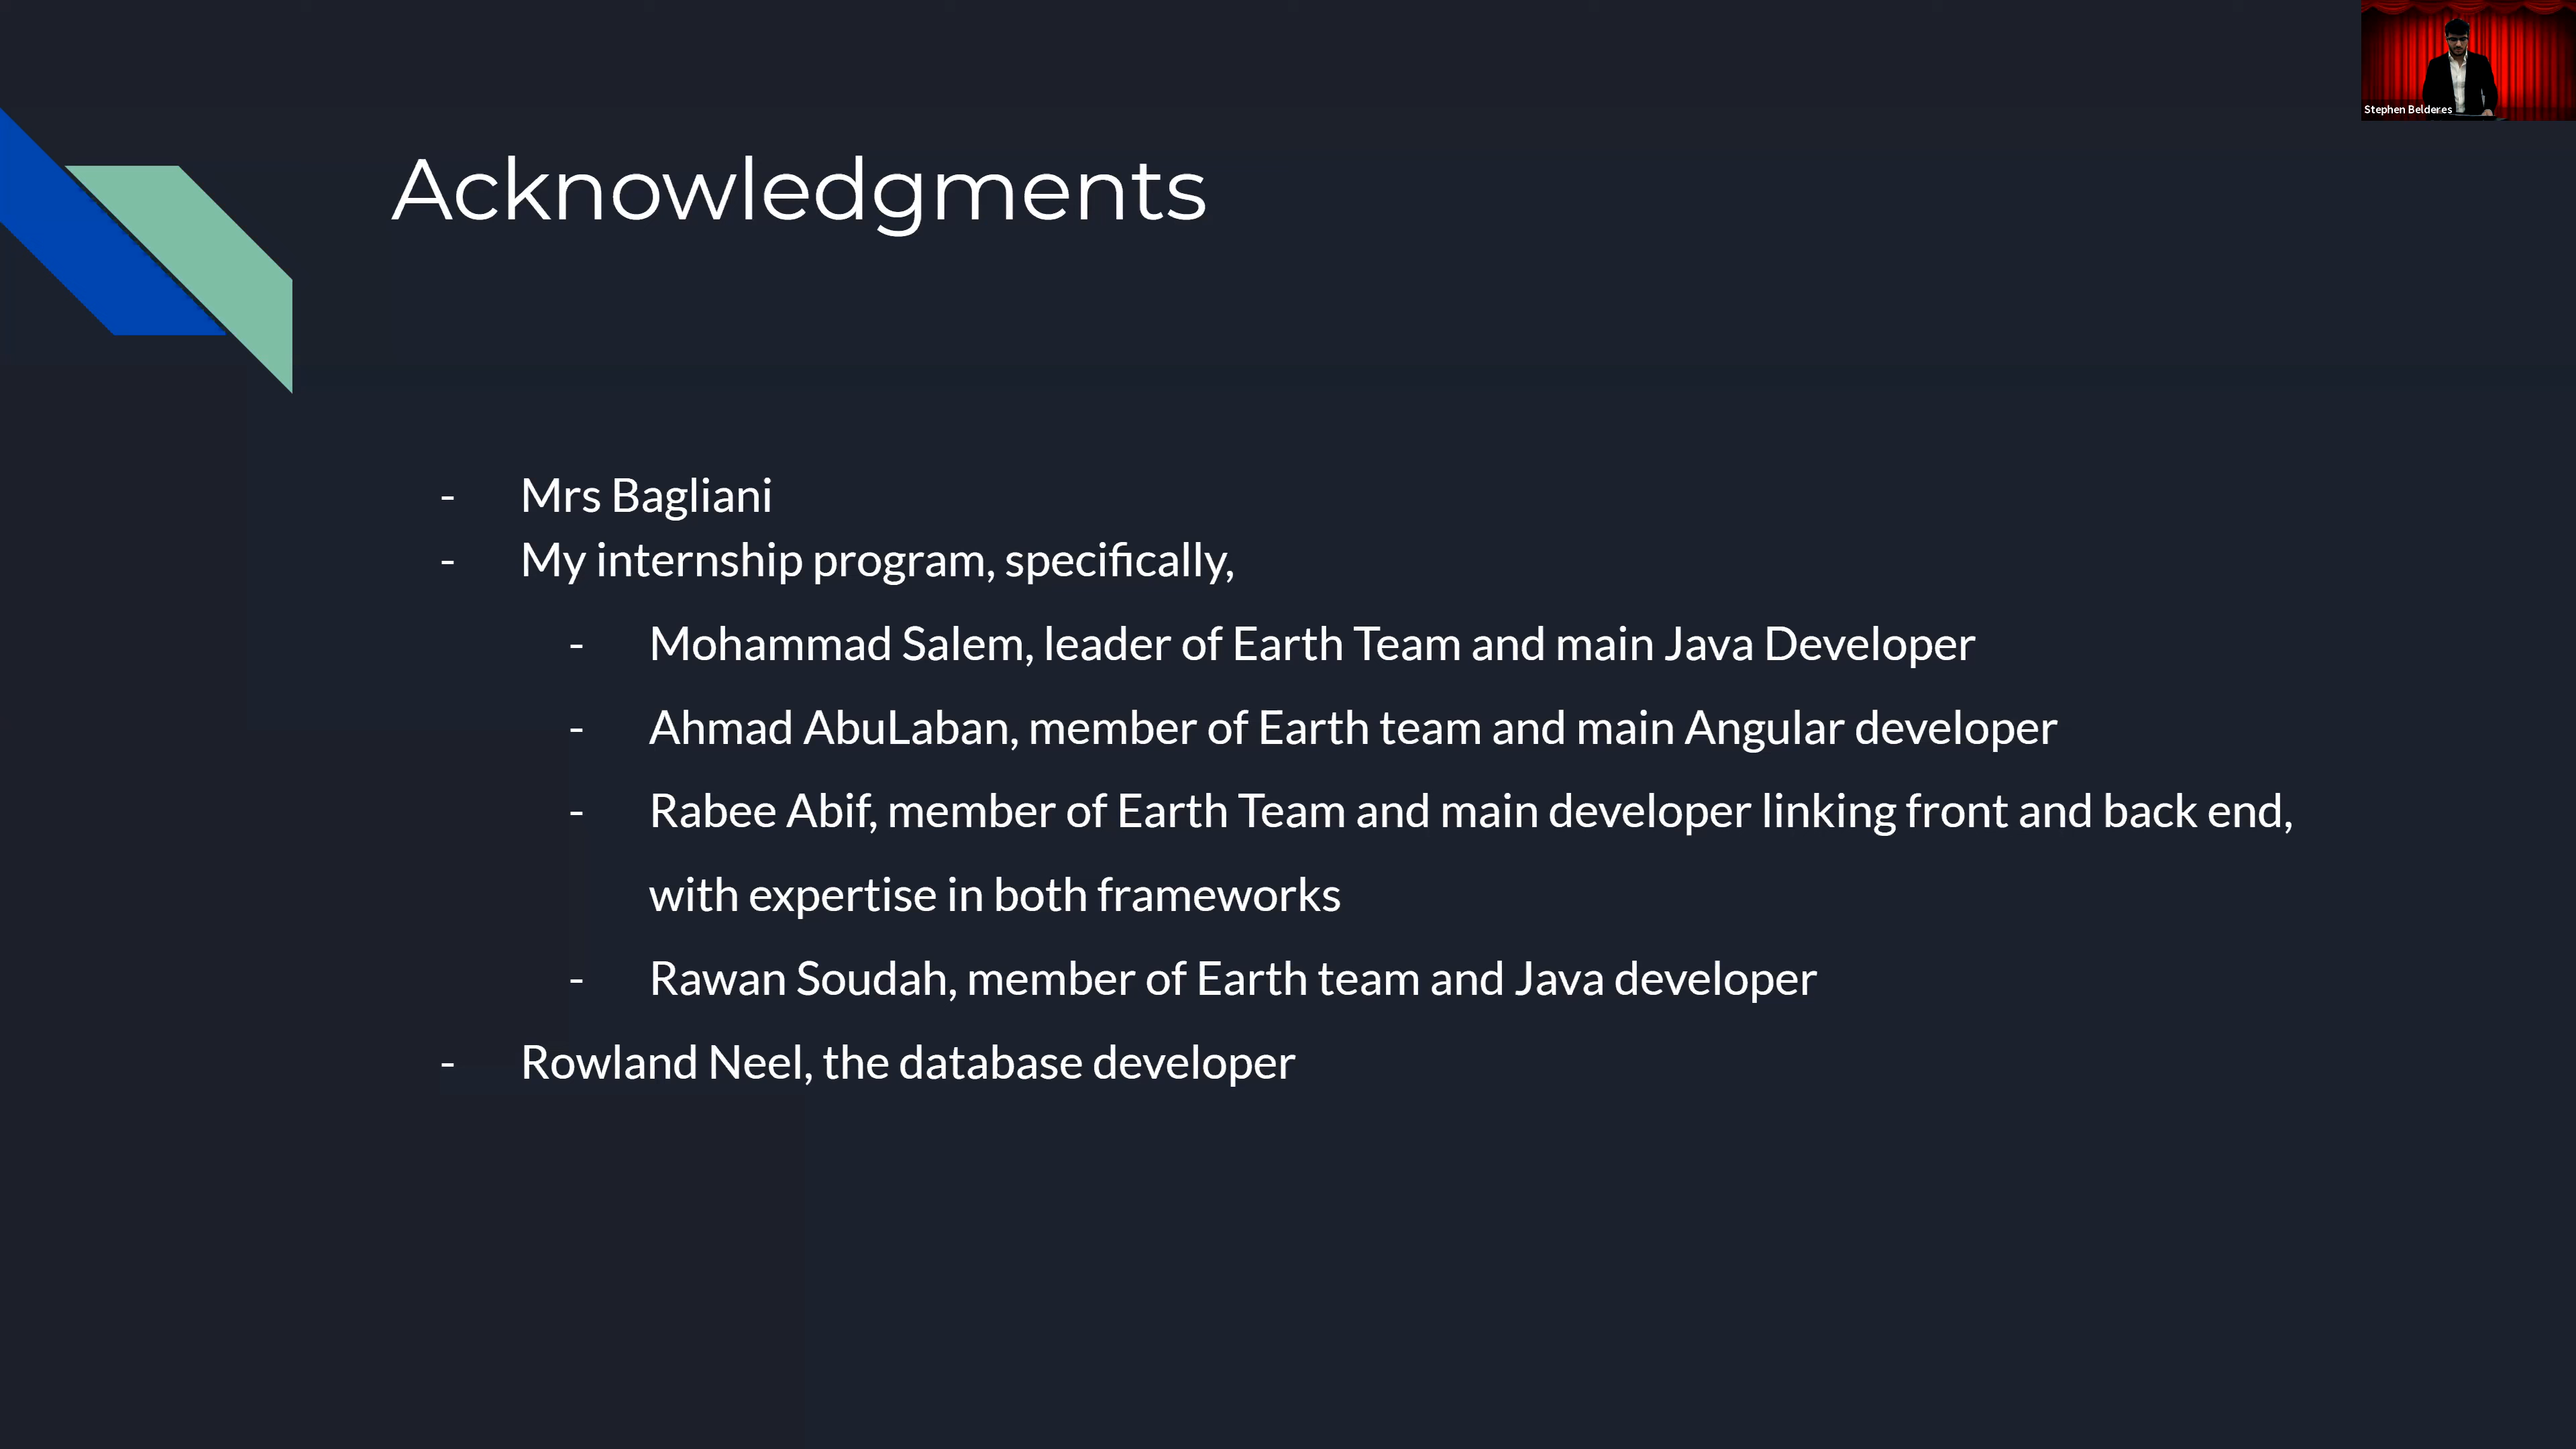 Stephen Belderes
Acknowledgments
- Mrs Bagliani
- My internship program, specifically,
- Mohammad Salem, leader of Earth Team and main Java Developer
- Ahmad AbuLaban, member of Earth team and main Angular developer
- Rabee Abif, member of Earth Team and main developer linking front and back end,
with expertise in both frameworks
- Rawan Soudah, member of Earth team and Java developer
- Rowland Neel, the database developer